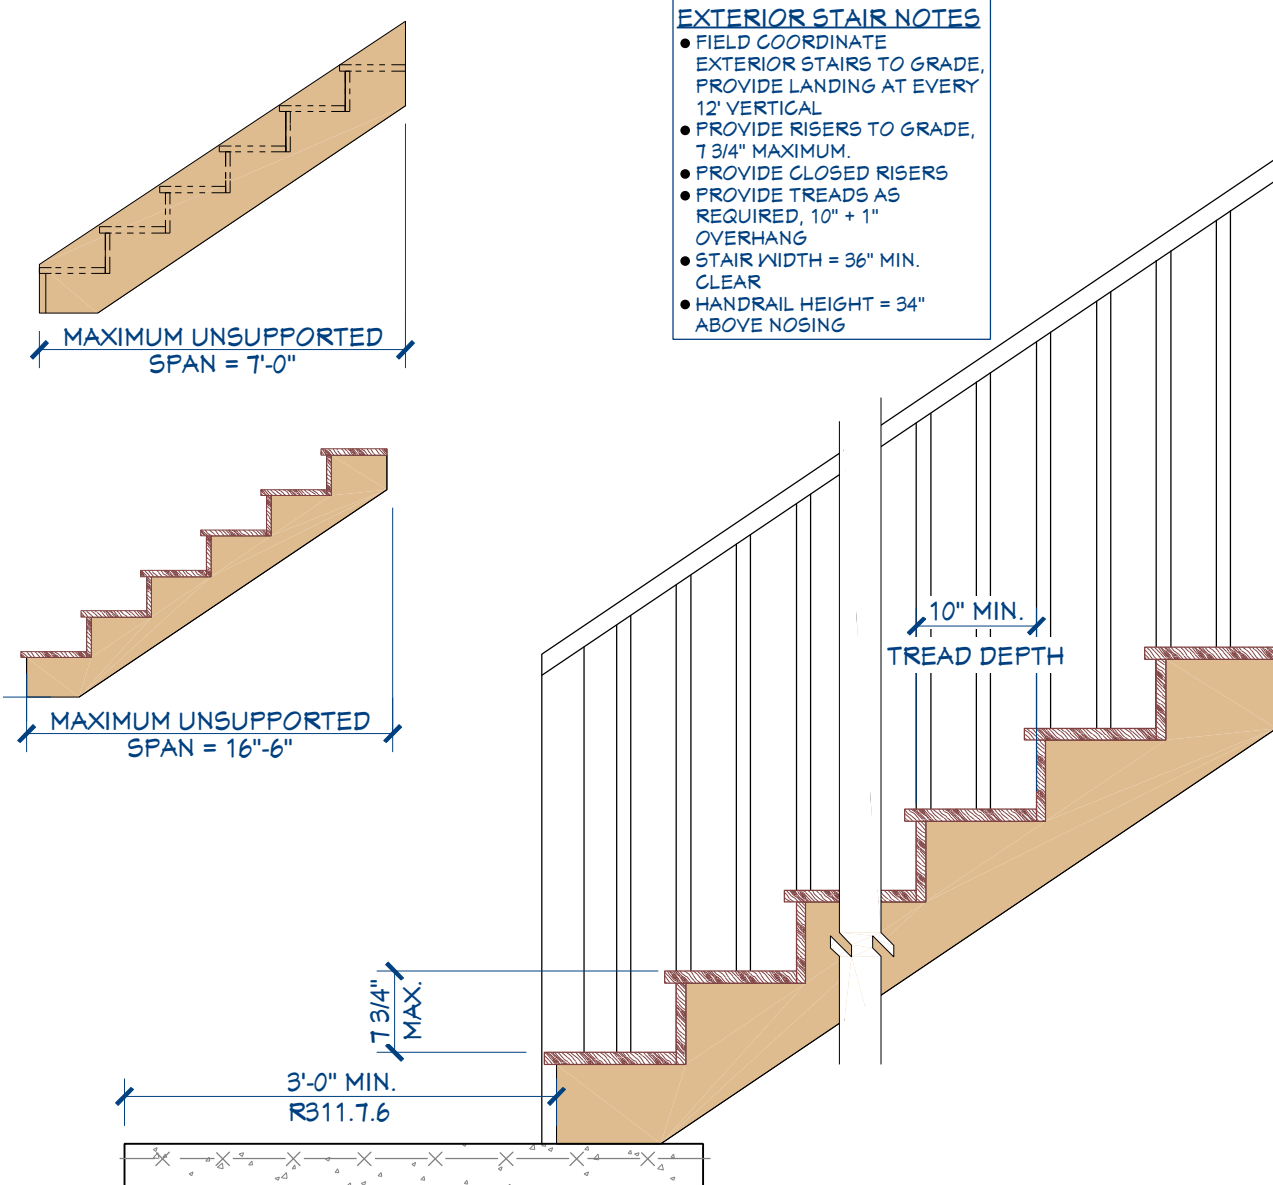 EXTERIOR STAIR NOTES
● FIELD COORDINATE
EXTERIOR STAIRS TO GRADE,
PROVIDE LANDING AT EVERY
12' VERTICAL
● PROVIDE RISERS TO GRADE,
7 3/4" MAXIMUM.
● PROVIDE CLOSED RISERS
● PROVIDE TREADS AS
REQUIRED, 10" + 1"
OVERHANG
● STAIR WIDTH = 36" MIN.
CLEAR
● HANDRAIL HEIGHT = 34"
ABOVE NOSING
MAXIMUM UNSUPPORTED
SPAN = 7'-0"
MAXIMUM UNSUPPORTED
SPAN = 16"-6"
10" MIN.
TREAD DEPTH
7 3/4"
MAX.
3'-0" MIN.
R311.7.6